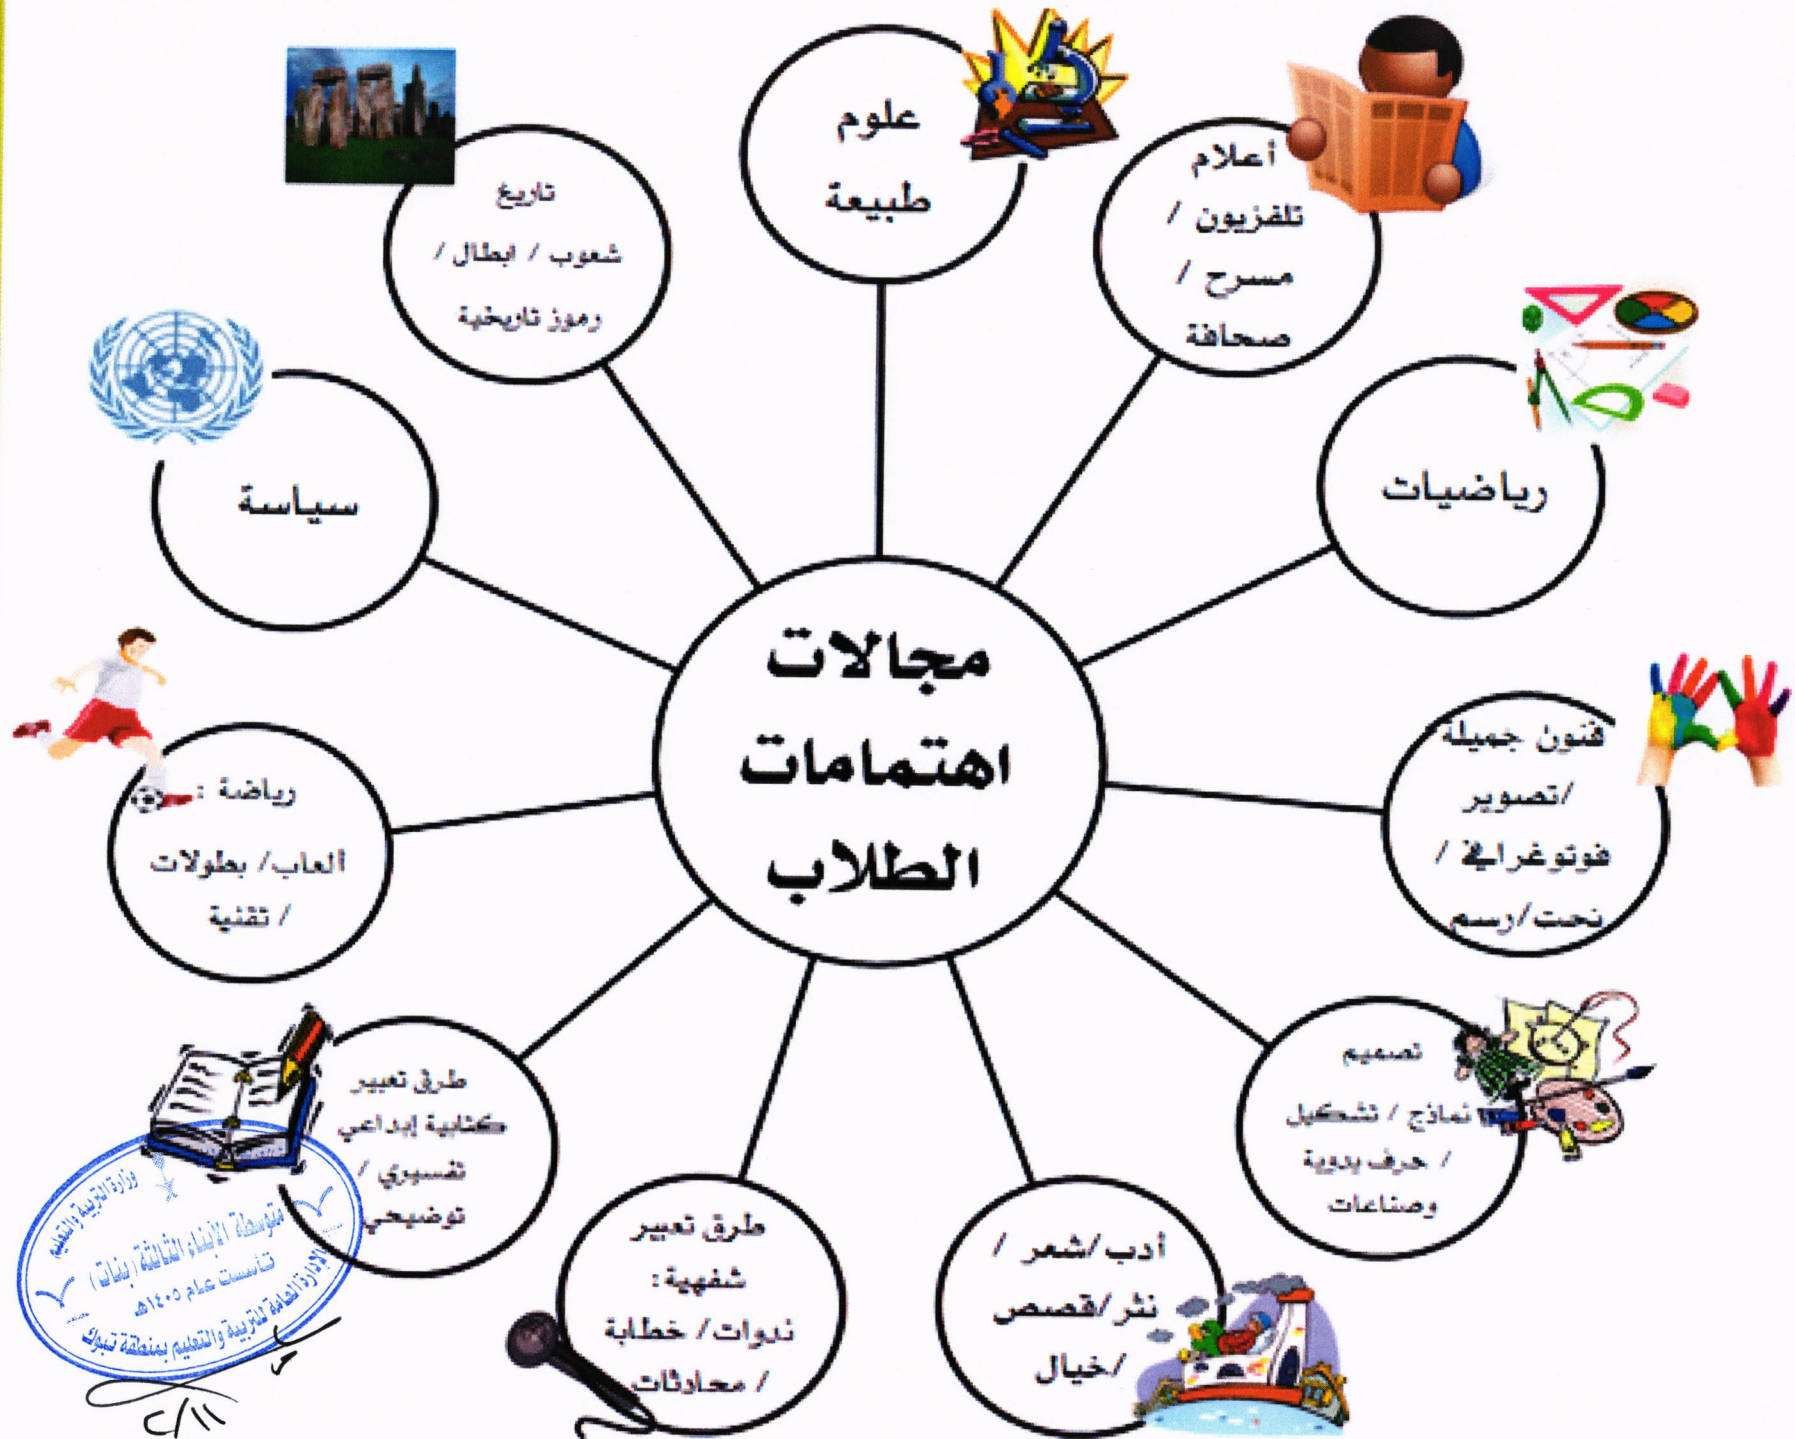 مجالات
اهتمامات
الطلاب
علوم
طبيعة
أعلام
تلفزيون /
مسرح /
صحافة
رياضيات
فنون جميلة
/تصوير
فوتوغرافي /
نحت/رسم
تصميم
نماذج / تشكيل
/ حرف يدوية
وصناعات
أدب/شعر /
نثر/قصص
/خيال
طرق تعبير
شفهية:
ندوات/ خطابة
/ محادثات
طرق تعبير
كتابية إبداعي
تفسيري /
توضيحي
رياضة :
ألعاب/ بطولات
/ تقنية
سياسة
تاريخ
شعوب / ابطال /
رموز تاريخية
وزارة التربية والتعليم
متوسطة الأبناء الثالثة (بنات)
تأسست عام ١٤٠٥هـ
الإدارة العامة للتربية والتعليم بمنطقة تبوك